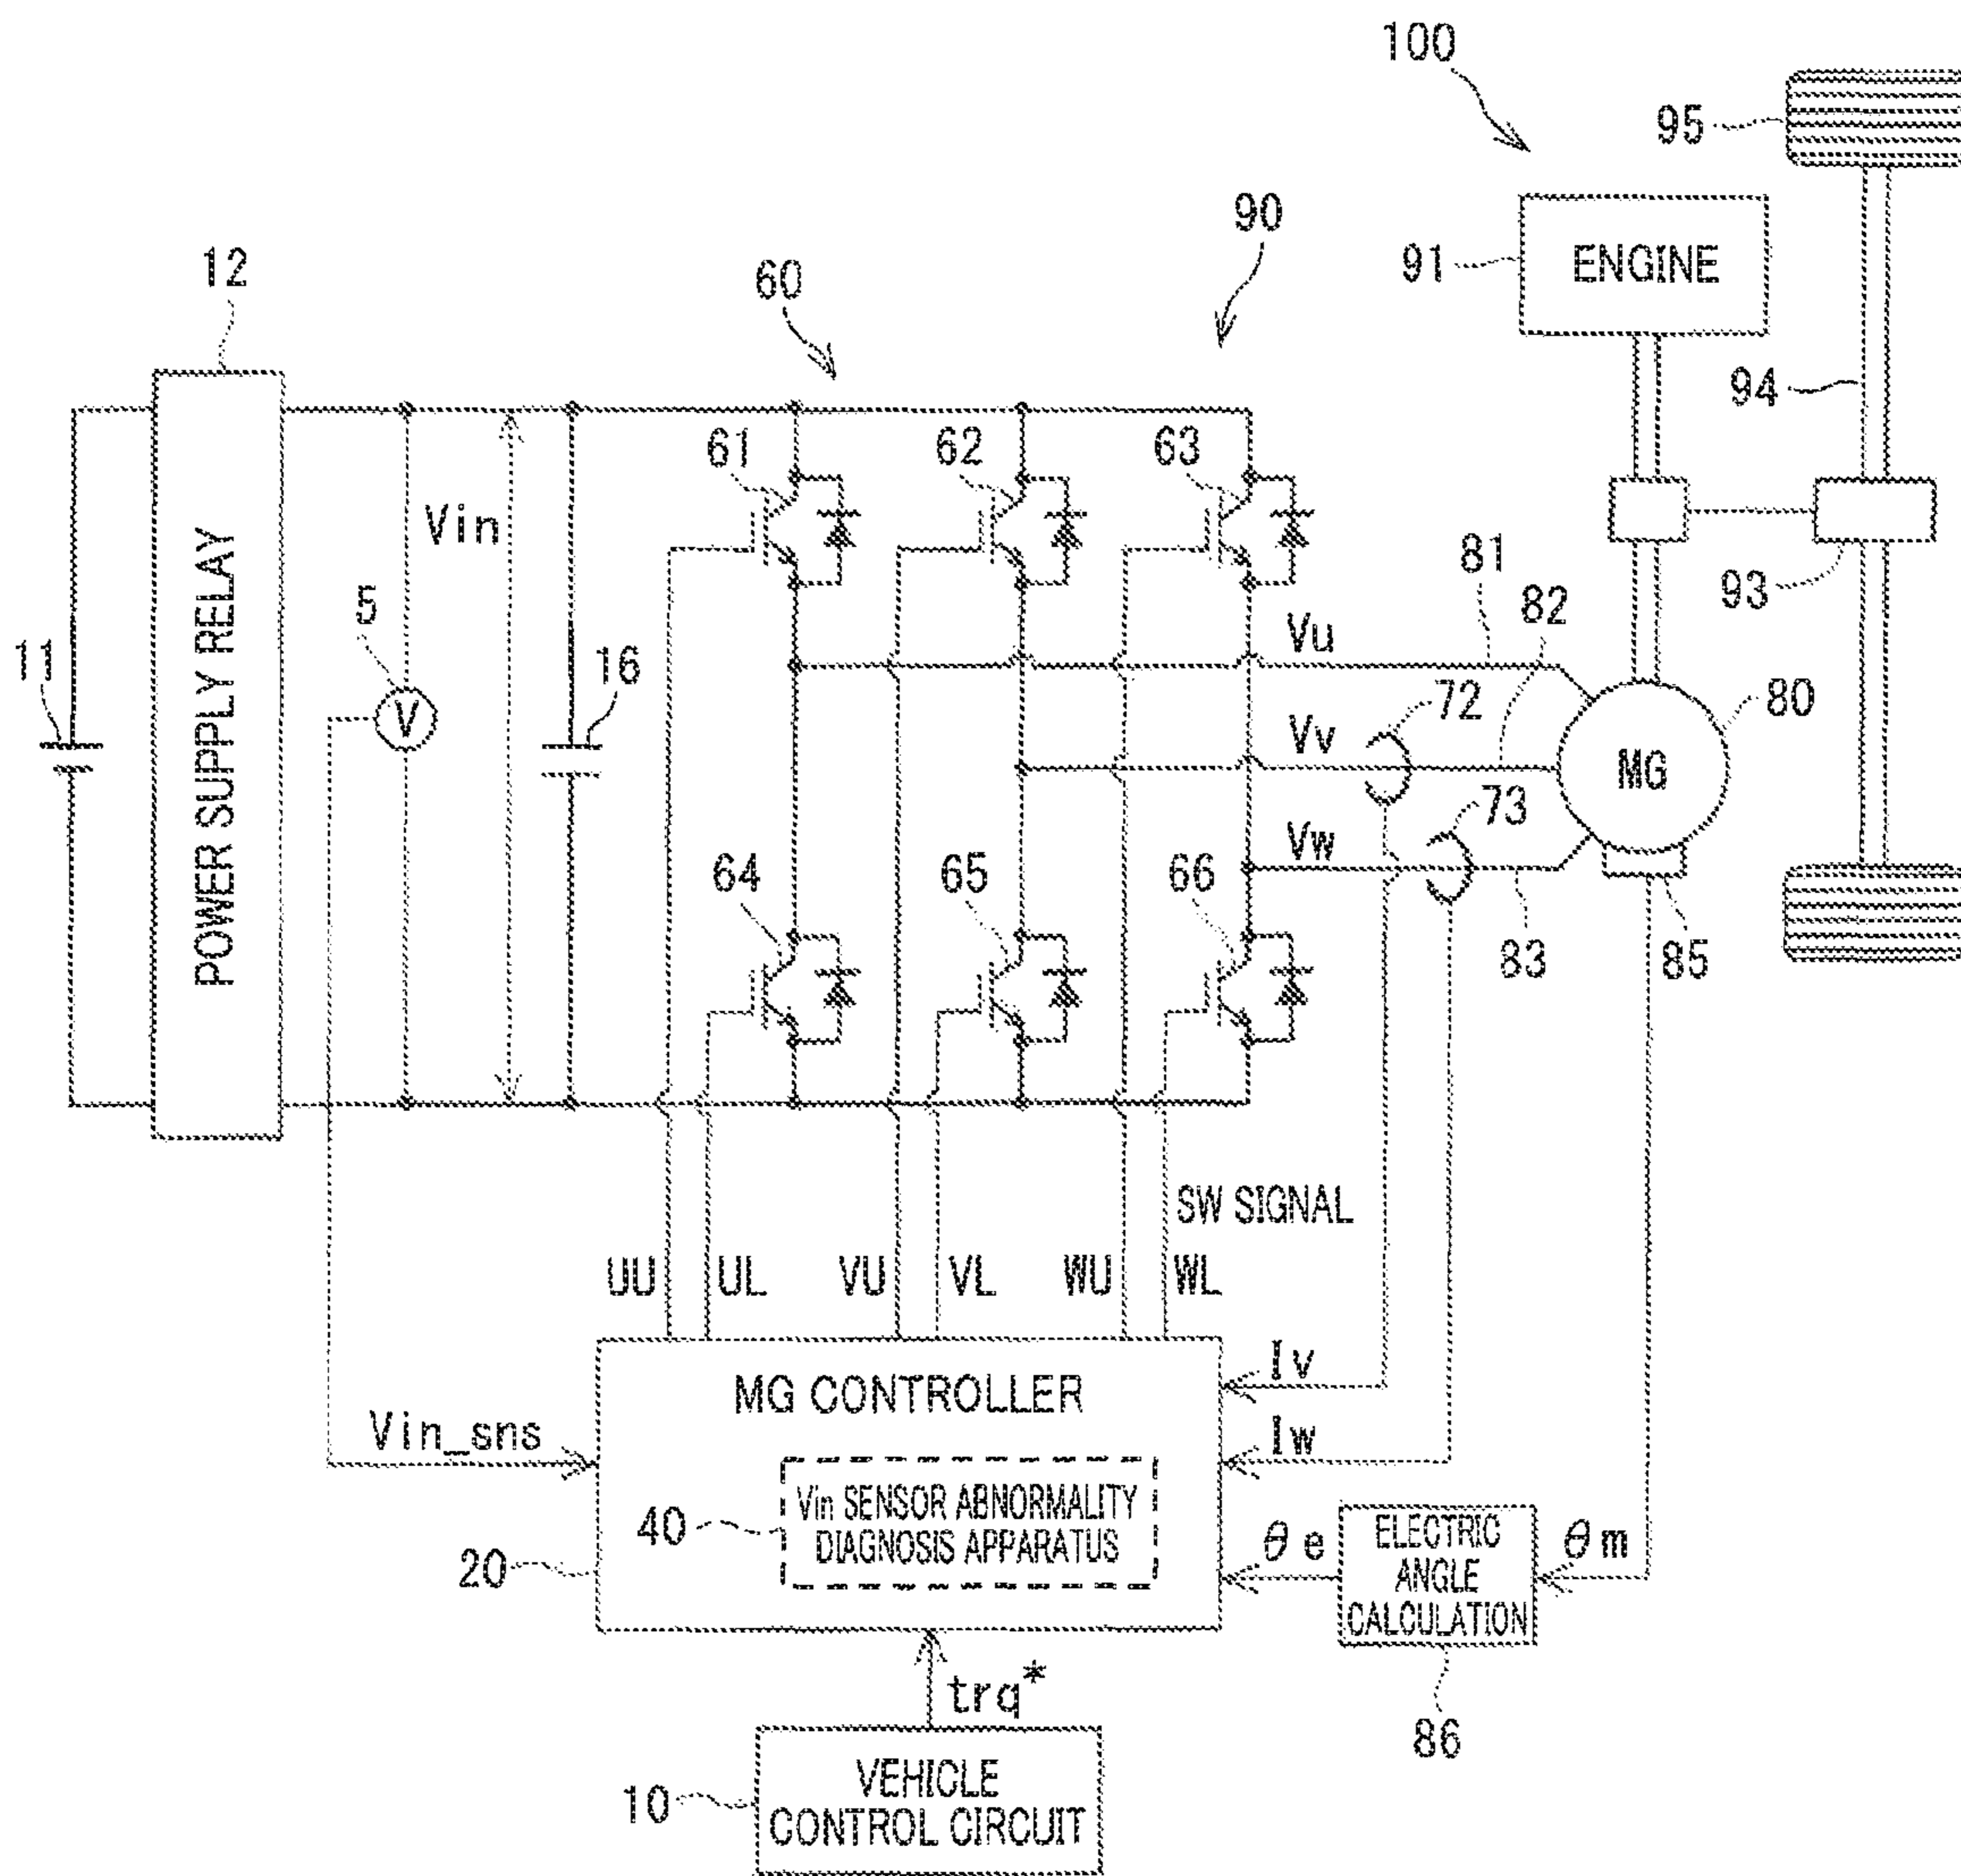 100
95
90
12
91
ENGINE
60
94
61
62
63
Vin
POWER SUPPLY RELAY
81
5
82
93
Vu
11
16
72
80
Vv
MG
73
Vw
64
65
66
83
85
SW SIGNAL
UU
UL
VU
VL
WU
WL
Iv
MG CONTROLLER
Vin_sns
Iw
Vin SENSOR ABNORMALITY
DIAGNOSIS APPARATUS
40
20
θe
ELECTRIC
ANGLE
CALCULATION
θm
trq*
86
VEHICLE
CONTROL CIRCUIT
10